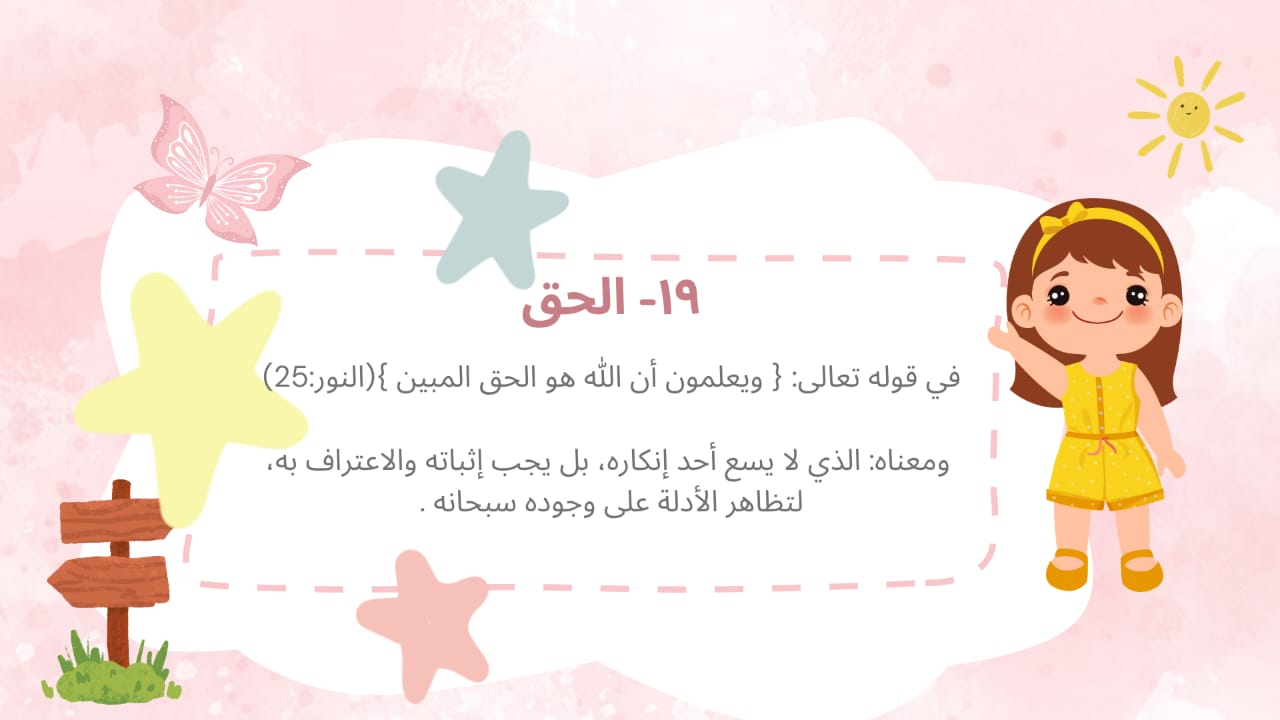 ١٩- الحق
في قوله تعالى: { ويعلمون أن الله هو الحق المبين }(النور:25)
ومعناه: الذي لا يسع أحد إنكاره، بل يجب إثباته والاعتراف به،
لتظاهر الأدلة على وجوده سبحانه .